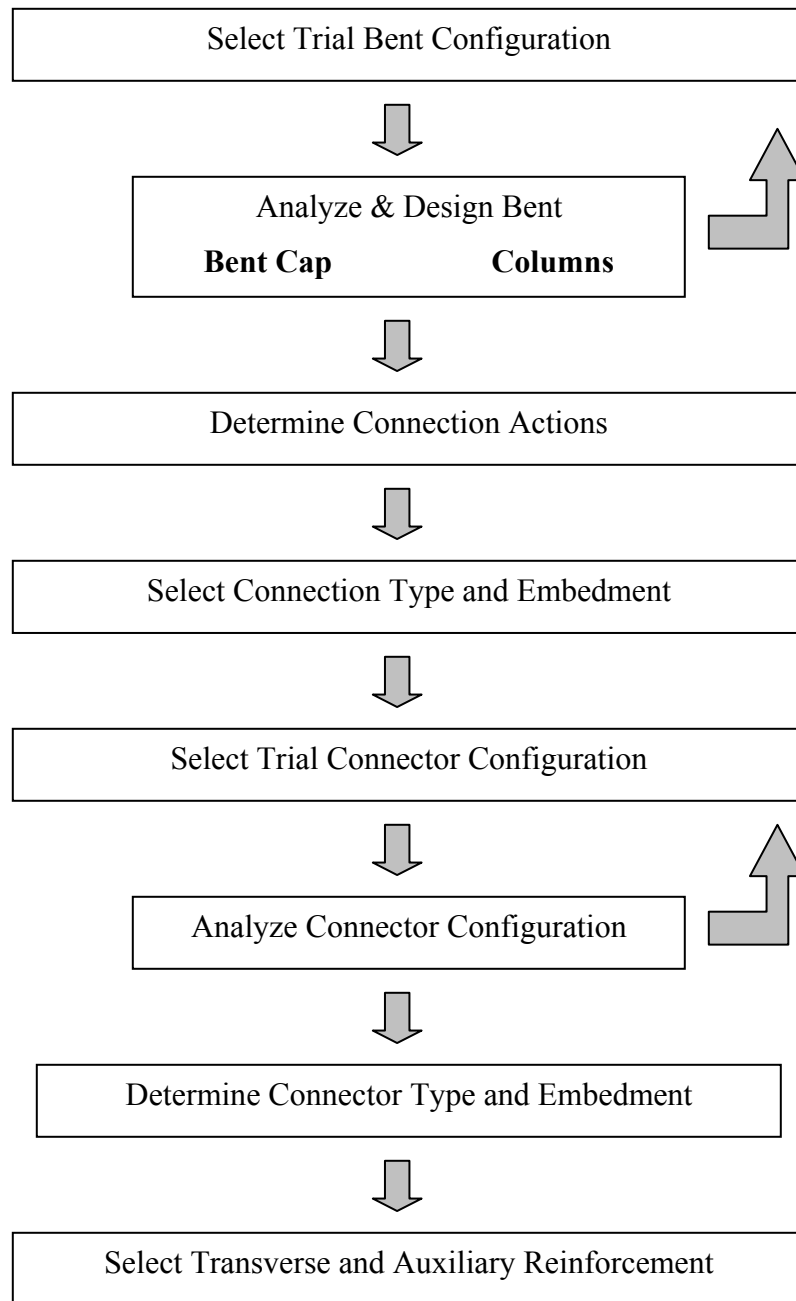 Select Trial Bent Configuration
Analyze & Design Bent
Bent Cap Columns
Determine Connection Actions
Select Connection Type and Embedment
Select Trial Connector Configuration
Analyze Connector Configuration
Determine Connector Type and Embedment
Select Transverse and Auxiliary Reinforcement